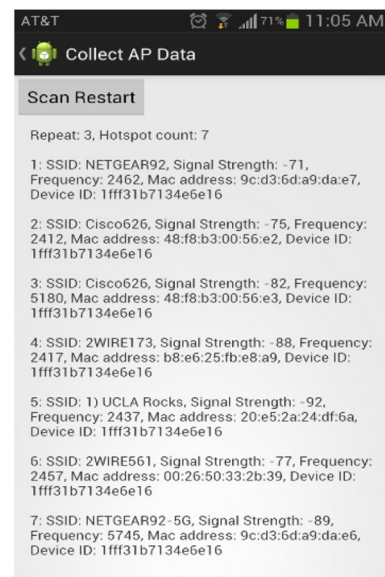 AT&T 71% 11:05 AM
Collect AP Data
Scan Restart
Repeat: 3, Hotspot count: 7
1: SSID: NETGEAR92, Signal Strength: -71,
Frequency: 2462, Mac address: 9c:d3:6d:a9:da:e7,
Device ID: 1fff31b7134e6e16
2: SSID: Cisco626, Signal Strength: -75, Frequency:
2412, Mac address: 48:f8:b3:00:56:e2, Device ID:
1fff31b7134e6e16
3: SSID: Cisco626, Signal Strength: -82, Frequency:
5180, Mac address: 48:f8:b3:00:56:e3, Device ID:
1fff31b7134e6e16
4: SSID: 2WIRE173, Signal Strength: -88, Frequency:
2417, Mac address: b8:e6:25:fb:e8:a9, Device ID:
1fff31b7134e6e16
5: SSID: 1) UCLA Rocks, Signal Strength: -92,
Frequency: 2437, Mac address: 20:e5:2a:24:df:6a,
Device ID: 1fff31b7134e6e16
6: SSID: 2WIRE561, Signal Strength: -77, Frequency:
2457, Mac address: 00:26:50:33:2b:39, Device ID:
1fff31b7134e6e16
7: SSID: NETGEAR92-5G, Signal Strength: -89,
Frequency: 5745, Mac address: 9c:d3:6d:a9:da:e6,
Device ID: 1fff31b7134e6e16